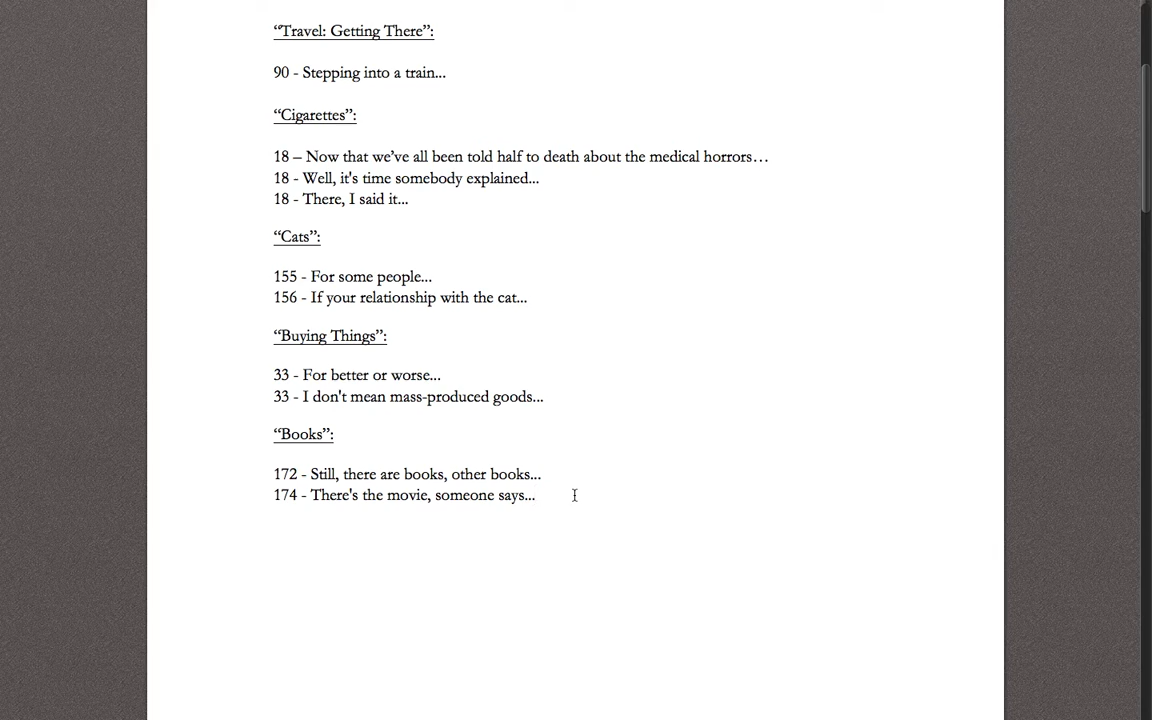 “Travel: Getting There”:
90 - Stepping into a train...
“Cigarettes”:
18 – Now that we’ve all been told half to death about the medical horrors…
18 - Well, it's time somebody explained...
18 - There, I said it...
“Cats”:
155 - For some people...
156 - If your relationship with the cat...
“Buying Things”:
33 - For better or worse...
33 - I don't mean mass-produced goods...
“Books”:
172 - Still, there are books, other books...
174 - There's the movie, someone says...